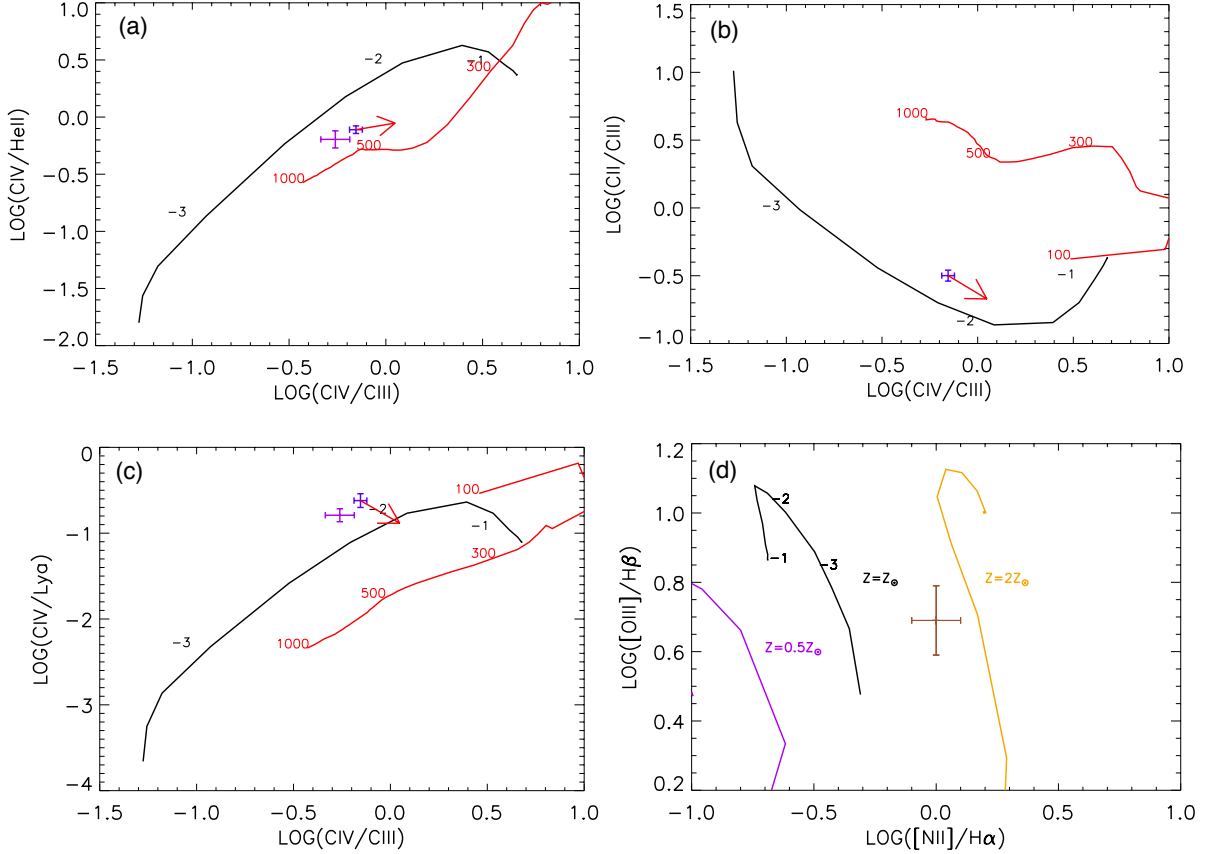 (a)
LOG(CIV/HeII)
1.0
0.5
0.0
−0.5
−1.0
−1.5
−2.0
−2
−1
300
500
1000
−3
−1.5 −1.0 −0.5 0.0 0.5 1.0
LOG(CIV/CIII)
(b)
LOG(CII/CIII)
1.5
1.0
0.5
0.0
−0.5
−1.0
1000
500
300
−3
100
−1
−2
−1.5 −1.0 −0.5 0.0 0.5 1.0
LOG(CIV/CIII)
(c)
LOG(CIV/Lyα)
0
−1
−2
−3
−4
100
−2
−1
300
500
1000
−3
−1.5 −1.0 −0.5 0.0 0.5 1.0
LOG(CIV/CIII)
(d)
LOG([OIII]/Hβ)
1.2
1.0
0.8
0.6
0.4
0.2
−2
−1
−3
Z=Z⊙
Z=2Z⊙
Z=0.5Z⊙
−1.0 −0.5 0.0 0.5 1.0
LOG([NII]/Hα)